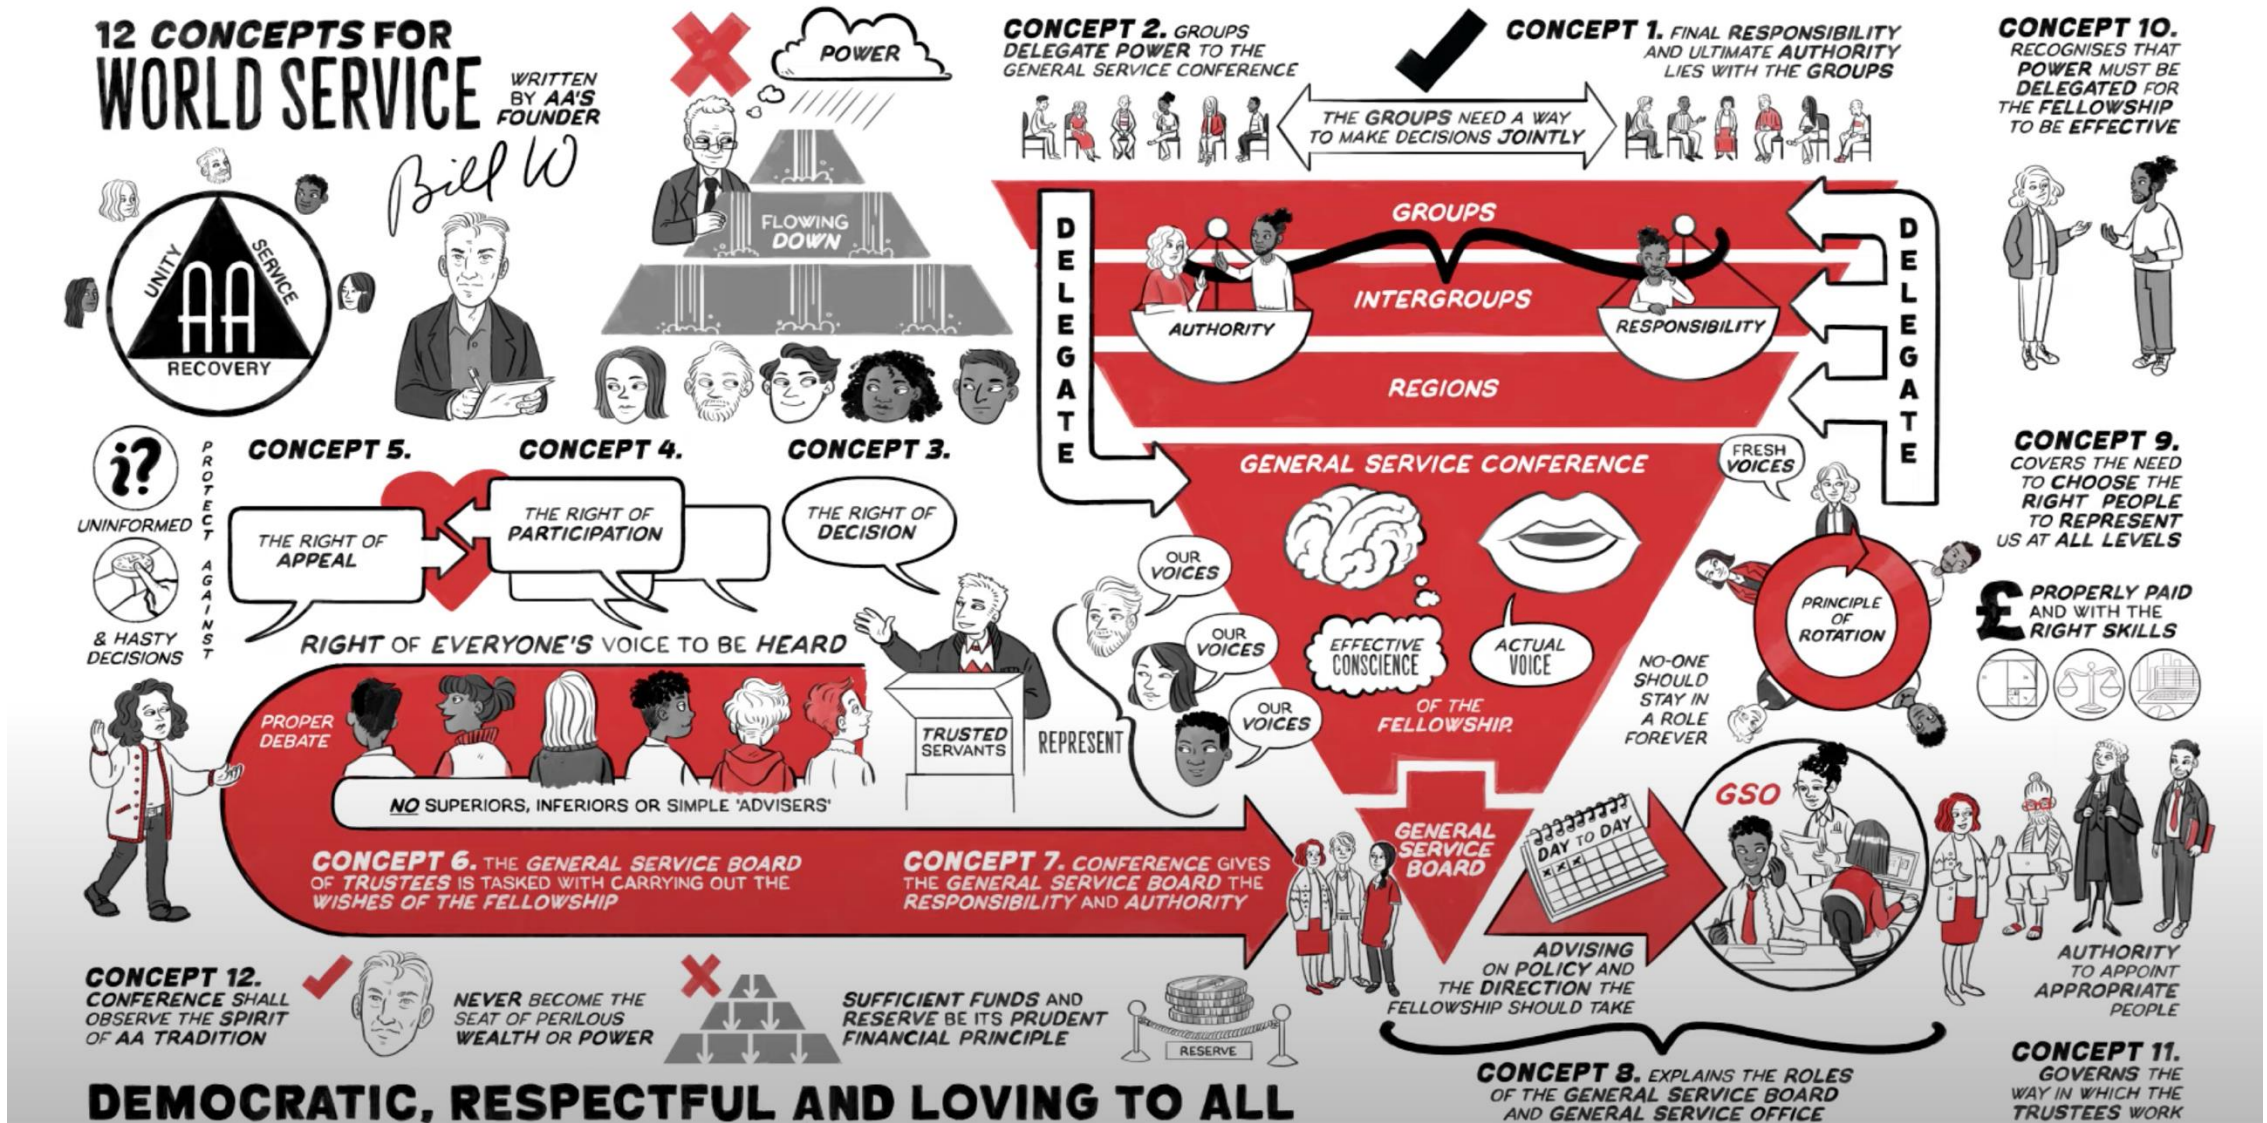 12 CONCEPTS FOR
WORLD SERVICE
WRITTEN
BY AA'S
FOUNDER
Bill W
UNITY
SERVICE
AA
RECOVERY
POWER
FLOWING
DOWN
CONCEPT 2. GROUPS
DELEGATE POWER TO THE
GENERAL SERVICE CONFERENCE
THE GROUPS NEED A WAY
TO MAKE DECISIONS JOINTLY
CONCEPT 1. FINAL RESPONSIBILITY
AND ULTIMATE AUTHORITY
LIES WITH THE GROUPS
CONCEPT 10.
RECOGNISES THAT
POWER MUST BE
DELEGATED FOR
THE FELLOWSHIP
TO BE EFFECTIVE
DELEGATE
GROUPS
INTERGROUPS
AUTHORITY
RESPONSIBILITY
REGIONS
DELEGATE
GENERAL SERVICE CONFERENCE
EFFECTIVE
CONSCIENCE
ACTUAL
VOICE
OF THE
FELLOWSHIP.
FRESH
VOICES
PRINCIPLE
OF
ROTATION
NO-ONE
SHOULD
STAY IN
A ROLE
FOREVER
CONCEPT 9.
COVERS THE NEED
TO CHOOSE THE
RIGHT PEOPLE
TO REPRESENT
US AT ALL LEVELS
£ PROPERLY PAID
AND WITH THE
RIGHT SKILLS
CONCEPT 5.
CONCEPT 4.
CONCEPT 3.
i?
UNINFORMED
& HASTY
DECISIONS
PROTECT AGAINST
THE RIGHT OF
APPEAL
THE RIGHT OF
PARTICIPATION
THE RIGHT OF
DECISION
RIGHT OF EVERYONE'S VOICE TO BE HEARD
PROPER
DEBATE
NO SUPERIORS, INFERIORS OR SIMPLE 'ADVISERS'
TRUSTED
SERVANTS
REPRESENT
OUR
VOICES
OUR
VOICES
OUR
VOICES
CONCEPT 6. THE GENERAL SERVICE BOARD
OF TRUSTEES IS TASKED WITH CARRYING OUT THE
WISHES OF THE FELLOWSHIP
CONCEPT 7. CONFERENCE GIVES
THE GENERAL SERVICE BOARD THE
RESPONSIBILITY AND AUTHORITY
GENERAL
SERVICE
BOARD
DAY TO DAY
GSO
ADVISING
ON POLICY AND
THE DIRECTION THE
FELLOWSHIP SHOULD TAKE
AUTHORITY
TO APPOINT
APPROPRIATE
PEOPLE
CONCEPT 12.
CONFERENCE SHALL
OBSERVE THE SPIRIT
OF AA TRADITION
NEVER BECOME THE
SEAT OF PERILOUS
WEALTH OR POWER
SUFFICIENT FUNDS AND
RESERVE BE ITS PRUDENT
FINANCIAL PRINCIPLE
RESERVE
CONCEPT 8. EXPLAINS THE ROLES
OF THE GENERAL SERVICE BOARD
AND GENERAL SERVICE OFFICE
CONCEPT 11.
GOVERNS THE
WAY IN WHICH THE
TRUSTEES WORK
DEMOCRATIC, RESPECTFUL AND LOVING TO ALL